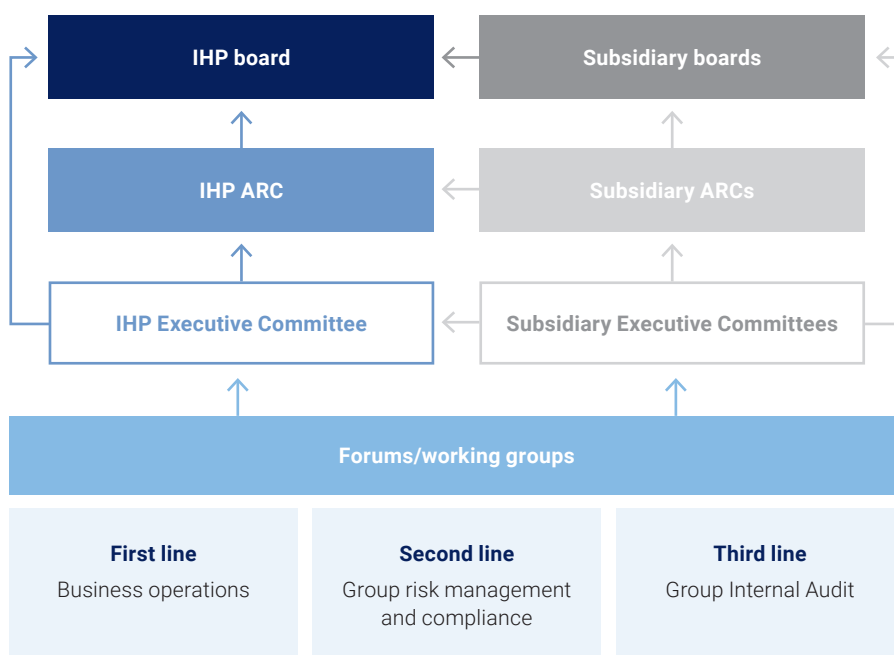 IHP board
Subsidiary boards
IHP ARC
Subsidiary ARCs
IHP Executive Committee
Subsidiary Executive Committees
Forums/working groups
First line
Business operations
Second line
Group risk management
and compliance
Third line
Group Internal Audit